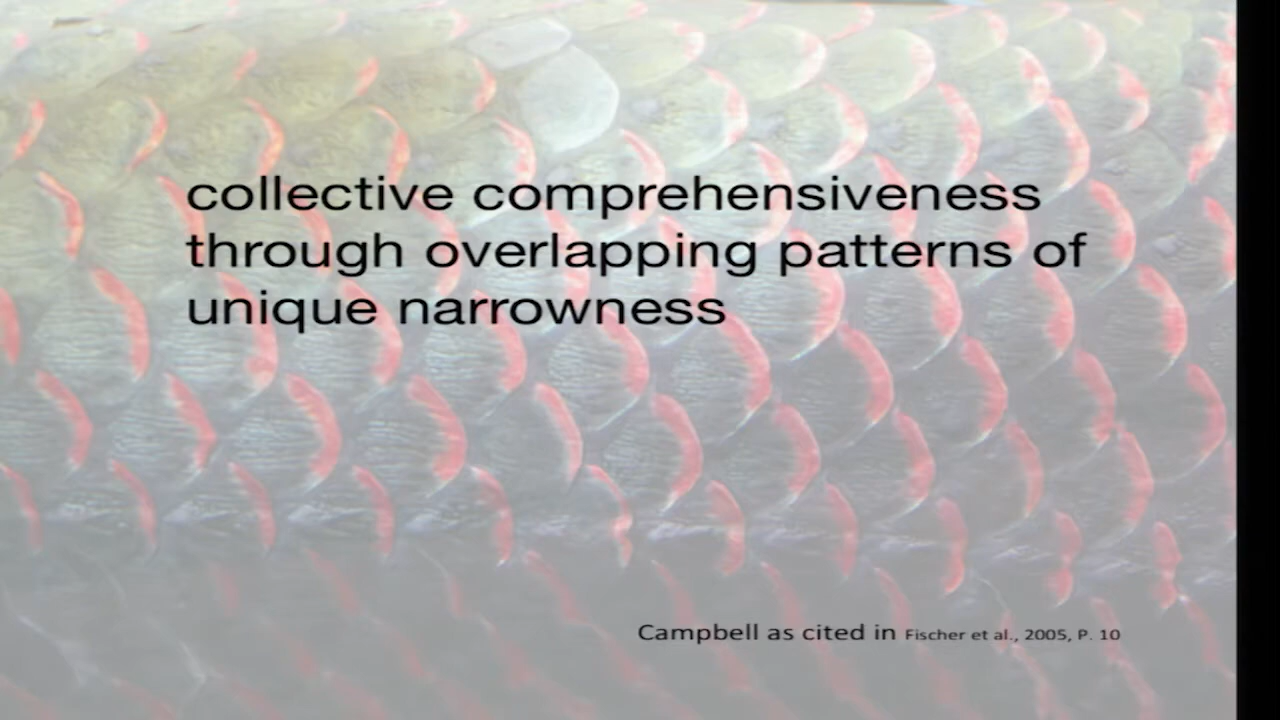 collective comprehensiveness
through overlapping patterns of
unique narrowness
Campbell as cited in Fischer et al., 2005, P. 10